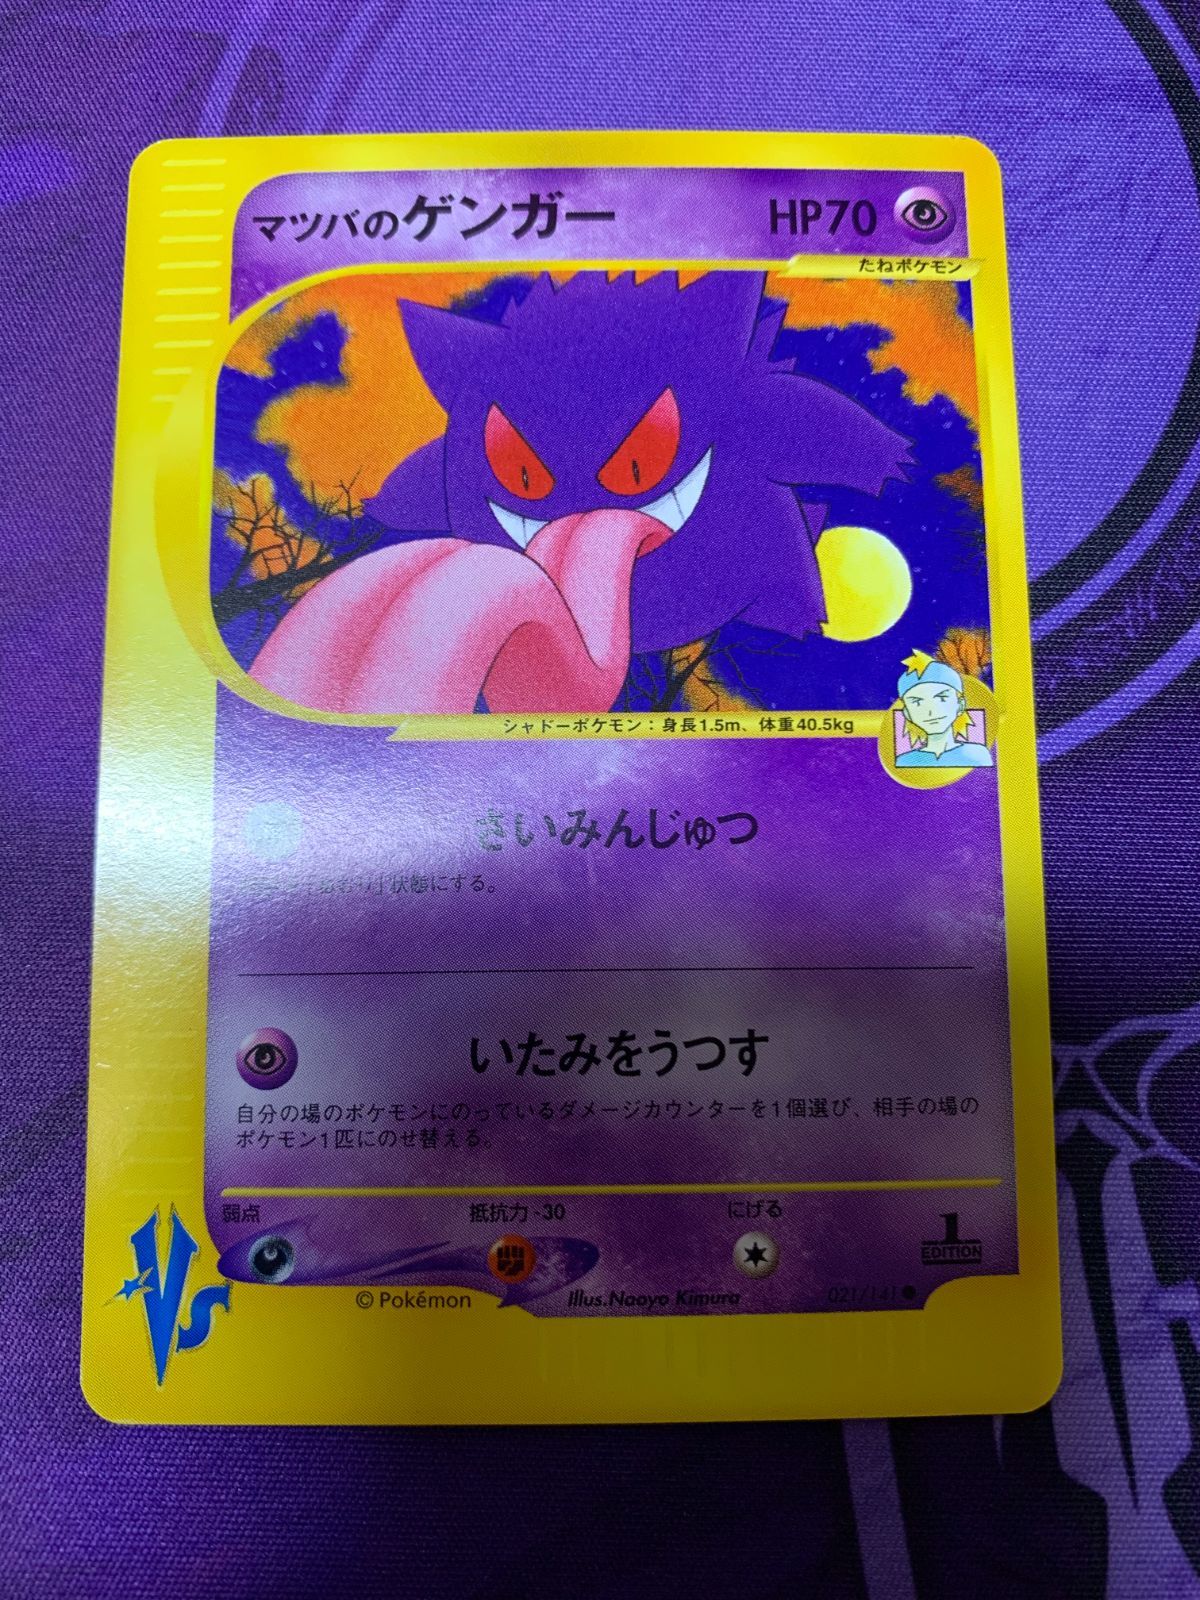 マツバのゲンガー HP70
たねポケモン
シャドーポケモン：身長1.5m、体重40.5kg
さいみんじゅつ
状態にする。
いたみをうつす
自分の場のポケモンにのっているダメージカウンターを1個選び、相手の場の
ポケモン1匹にのせ替える。
弱点 抵抗力 -30 にげる
1
EDITION
VS
© Pokémon Illus.Naoyo Kimura 021/141